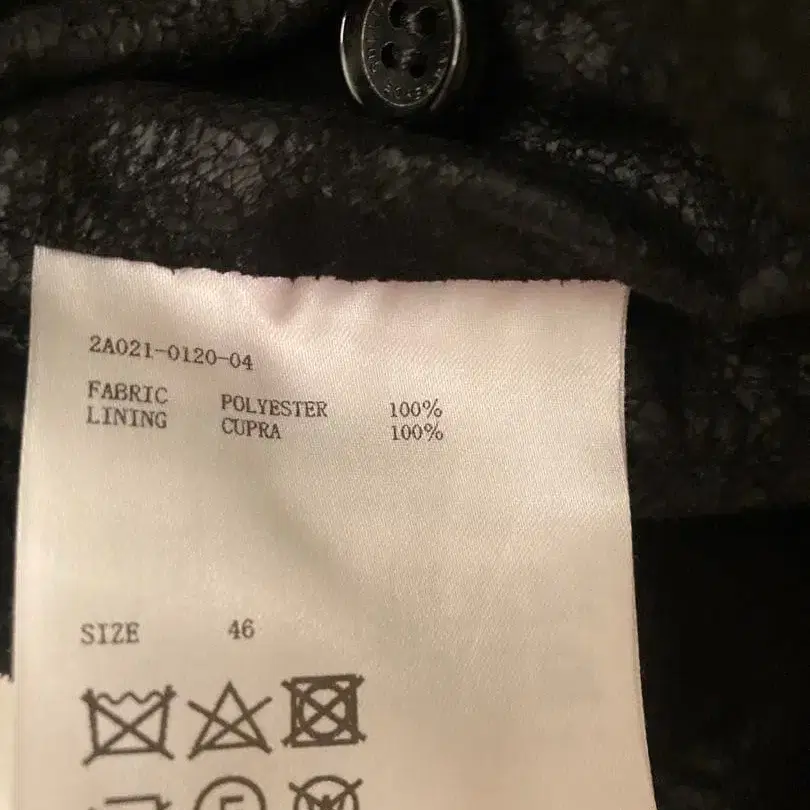 2A021-0120-04
FABRIC POLYESTER 100%
LINING CUPRA 100%
SIZE 46